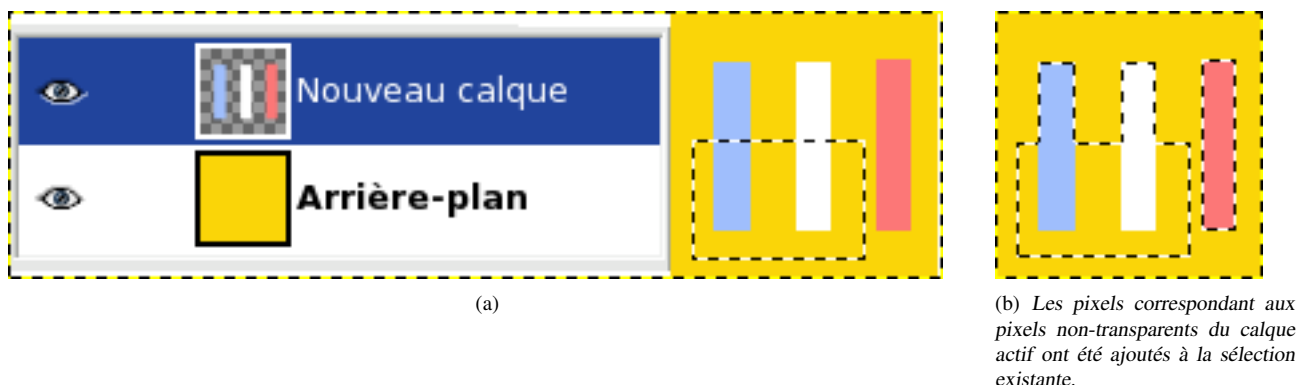 Nouveau calque
Arrière-plan
(a)
(b) Les pixels correspondant aux
pixels non-transparents du calque
actif ont été ajoutés à la sélection
existante.